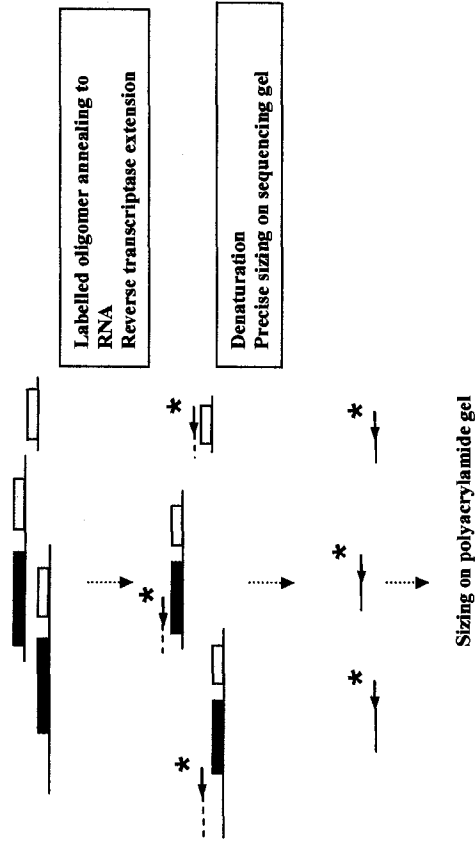 Labelled oligomer annealing to
RNA
Reverse transcriptase extension
*
*
*
Denaturation
Precise sizing on sequencing gel
*
*
*
Sizing on polyacrylamide gel